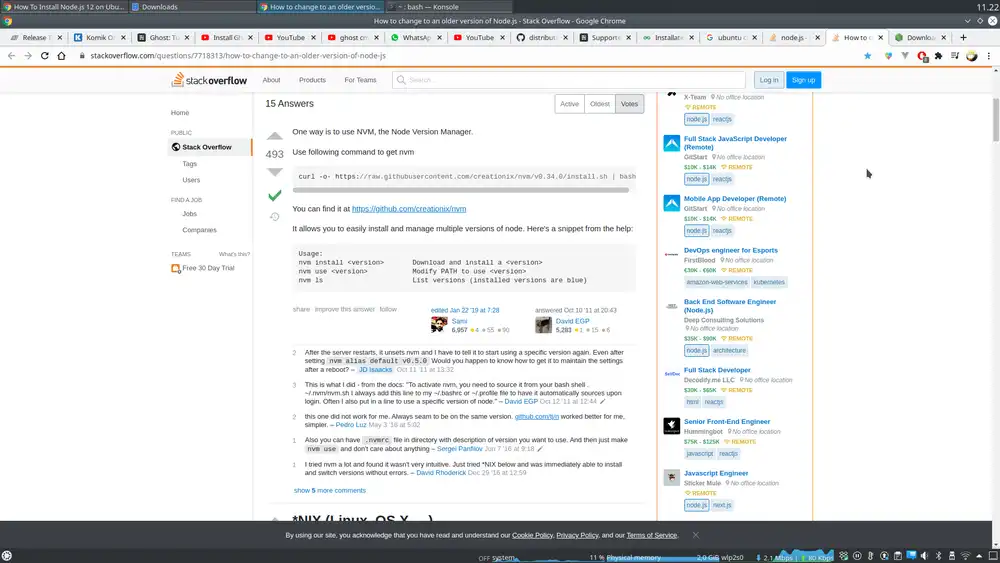 How To Install Node.js 12 on Ubu...
Downloads
How to change to an older version...
~ : bash — Konsole
11.22
How to change to an older version of Node.js - Stack Overflow - Google Chrome
Release T
Komik Or
Ghost: Tu
Install Gh
YouTube
ghost cm
WhatsAp
YouTube
distribut
Supporte
Installatie
ubuntu c
node.js -
How to c
Downloa
stackoverflow.com/questions/7718313/how-to-change-to-an-older-version-of-node-js
stackoverflow
About
Products
For Teams
Search...
Log in
Sign up
Home
PUBLIC
Stack Overflow
Tags
Users
FIND A JOB
Jobs
Companies
TEAMS
What's this?
Free 30 Day Trial
15 Answers
Active
Oldest
Votes
493
One way is to use NVM, the Node Version Manager.
Use following command to get nvm
curl -o- https://raw.githubusercontent.com/creationix/nvm/v0.34.0/install.sh | bash
You can find it at https://github.com/creationix/nvm
It allows you to easily install and manage multiple versions of node. Here's a snippet from the help:
Usage:
nvm install <version> Download and install a <version>
nvm use <version> Modify PATH to use <version>
nvm ls List versions (installed versions are blue)
share improve this answer follow
edited Jan 22 '19 at 7:28
Sami
6,957 4 55 90
answered Oct 10 '11 at 20:43
David EGP
5,283 1 15 6
2 After the server restarts, it unsets nvm and I have to tell it to start using a specific version again. Even after
setting nvm alias default v0.5.0 Would you happen to know how to get it to maintain the settings
after a reboot? – JD Isaacks Oct 11 '11 at 13:32
3 This is what I did - from the docs: "To activate nvm, you need to source it from your bash shell .
~/.nvm/nvm.sh I always add this line to my ~/.bashrc or ~/.profile file to have it automatically sources upon
login. Often I also put in a line to use a specific version of node." – David EGP Oct 12 '11 at 12:44
2 this one did not work for me. Always seam to be on the same version. github.com/tj/n worked better for me,
simpler. – Pedro Luz May 3 '16 at 5:02
1 Also you can have .nvmrc file in directory with description of version you want to use. And then just make
nvm use and don't care about anything – Sergei Panfilov Jun 7 '16 at 9:18
1 I tried nvm a lot and found it wasn't very intuitive. Just tried *NIX below and was immediately able to install
and switch versions without errors. – David Rhoderick Dec 29 '16 at 12:59
show 5 more comments
*NIX (Linux, OS X, ...)
X-Team No office location
REMOTE
node.js reactjs
Full Stack JavaScript Developer
(Remote)
GitStart No office location
$10K - $14K REMOTE
node.js reactjs
Mobile App Developer (Remote)
GitStart No office location
$10K - $14K REMOTE
node.js reactjs
DevOps engineer for Esports
FirstBlood No office location
€30K - €60K REMOTE
amazon-web-services kubernetes
Back End Software Engineer
(Node.js)
Deep Consulting Solutions
No office location
$35K - $90K REMOTE
node.js architecture
Full Stack Developer
Decodify.me LLC No office location
$30K - $65K REMOTE
html reactjs
Senior Front-End Engineer
Hummingbot No office location
$75K - $125K REMOTE
javascript reactjs
Javascript Engineer
Sticker Mule No office location
REMOTE
node.js next.js
By using our site, you acknowledge that you have read and understand our Cookie Policy, Privacy Policy, and our Terms of Service.
OFF system
11 % Physical memory
2,0 GiB wlp2s0
2.1 Mbps
80 Kbps